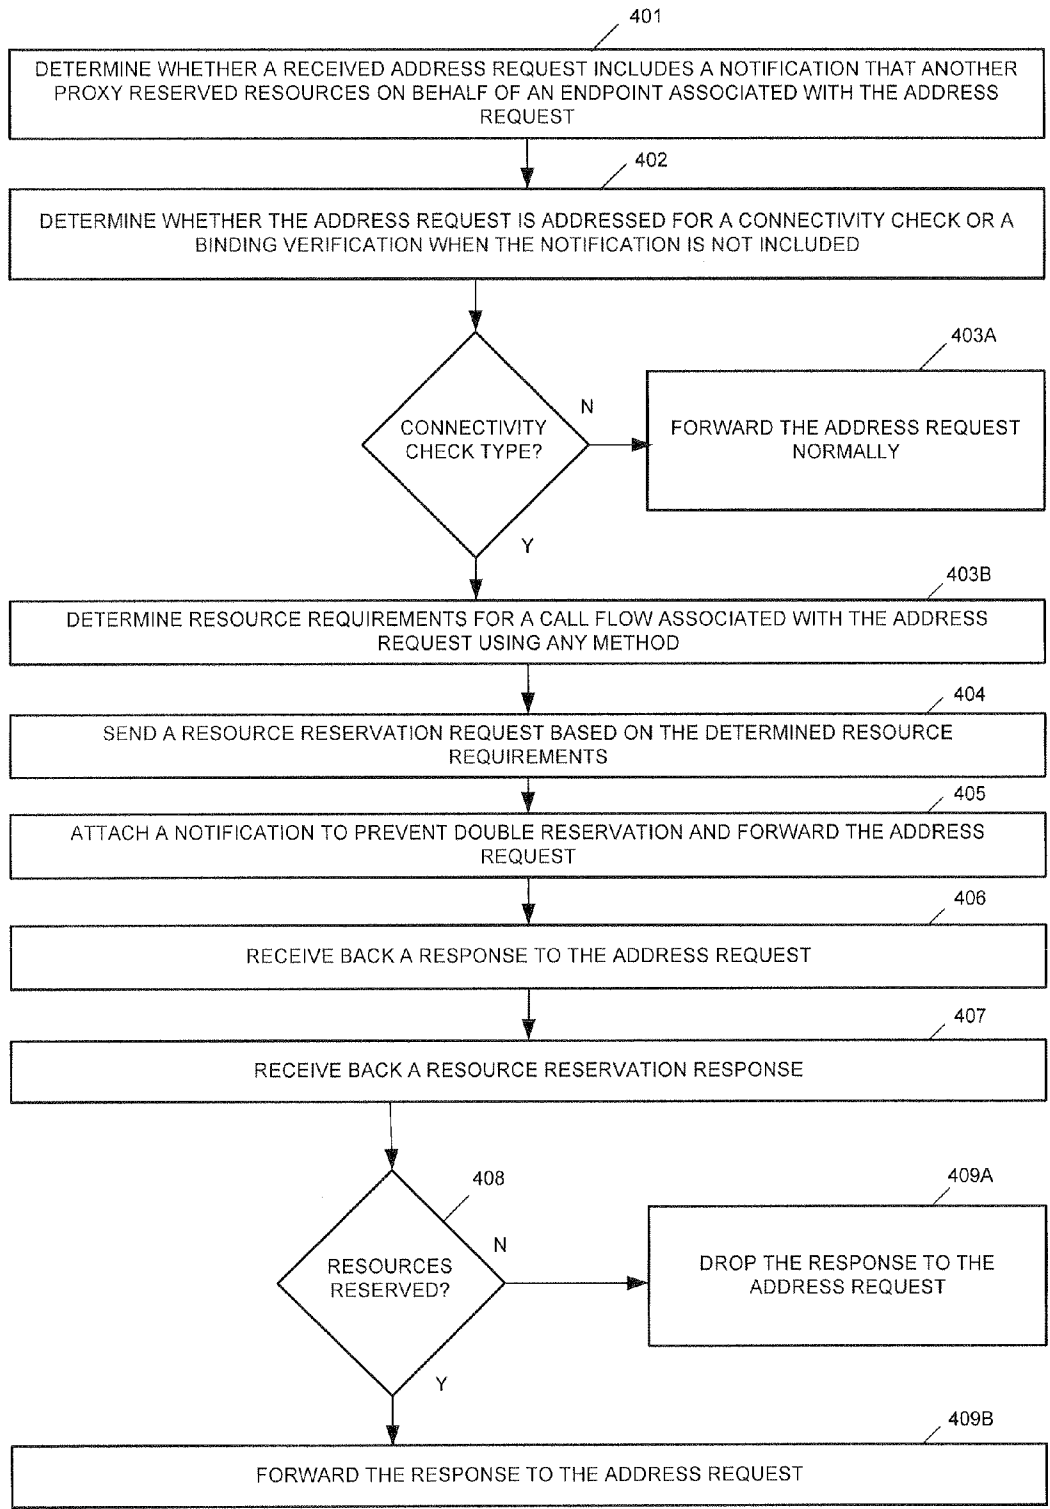 401
DETERMINE WHETHER A RECEIVED ADDRESS REQUEST INCLUDES A NOTIFICATION THAT ANOTHER
PROXY RESERVED RESOURCES ON BEHALF OF AN ENDPOINT ASSOCIATED WITH THE ADDRESS
REQUEST
402
DETERMINE WHETHER THE ADDRESS REQUEST IS ADDRESSED FOR A CONNECTIVITY CHECK OR A
BINDING VERIFICATION WHEN THE NOTIFICATION IS NOT INCLUDED
403A
N
CONNECTIVITY
CHECK TYPE?
FORWARD THE ADDRESS REQUEST
NORMALLY
Y
403B
DETERMINE RESOURCE REQUIREMENTS FOR A CALL FLOW ASSOCIATED WITH THE ADDRESS
REQUEST USING ANY METHOD
404
SEND A RESOURCE RESERVATION REQUEST BASED ON THE DETERMINED RESOURCE
REQUIREMENTS
405
ATTACH A NOTIFICATION TO PREVENT DOUBLE RESERVATION AND FORWARD THE ADDRESS
REQUEST
406
RECEIVE BACK A RESPONSE TO THE ADDRESS REQUEST
407
RECEIVE BACK A RESOURCE RESERVATION RESPONSE
408
409A
N
RESOURCES
RESERVED?
DROP THE RESPONSE TO THE
ADDRESS REQUEST
Y
409B
FORWARD THE RESPONSE TO THE ADDRESS REQUEST